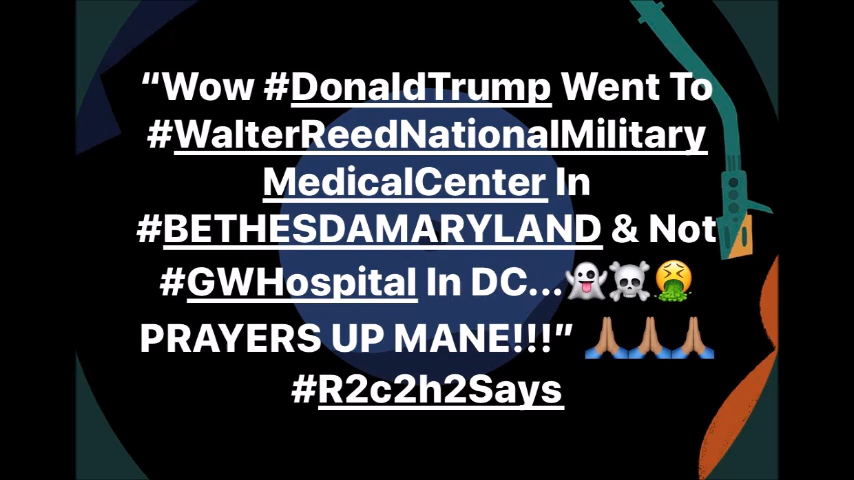 “Wow #DonaldTrump Went To
#WalterReedNationalMilitary
MedicalCenter In
#BETHESDAMARYLAND & Not
#GWHospital In DC...👻☠️🤮
PRAYERS UP MANE!!!” 🙏🏽🙏🏽🙏🏽
#R2c2h2Says